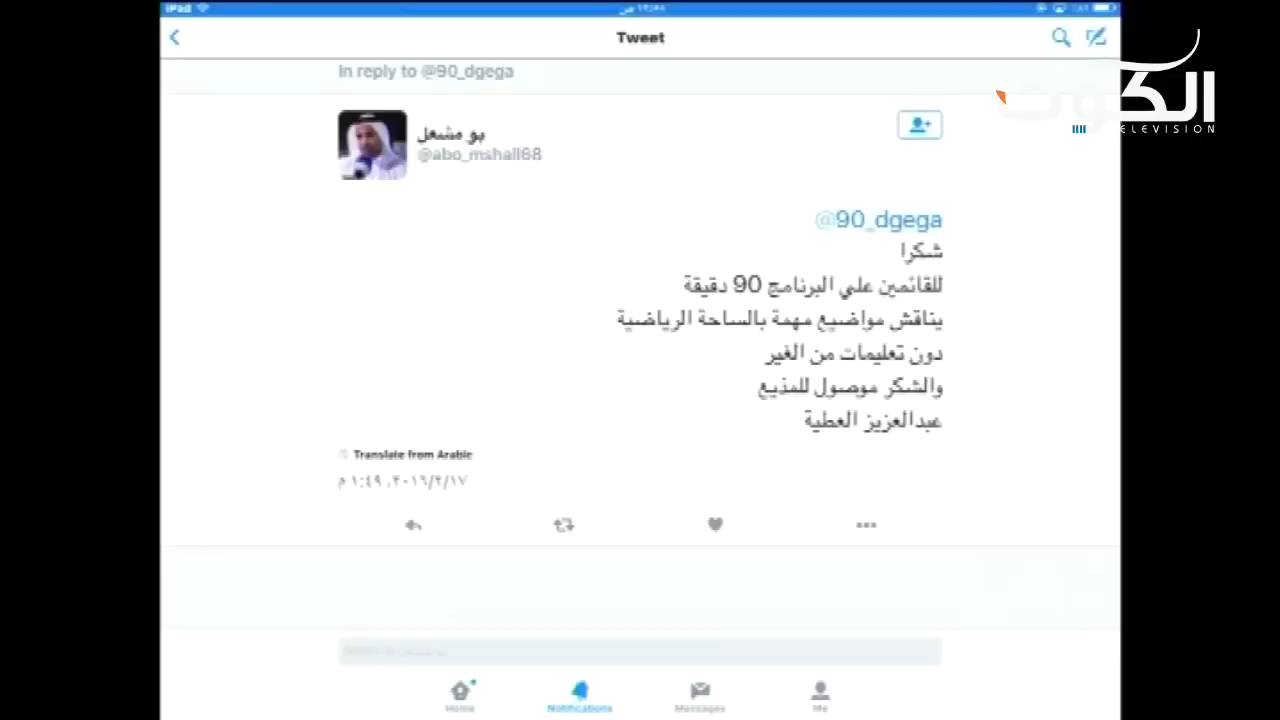 iPad
Tweet
الكوت
TELEVISION
In reply to @90_dgega
بو مشعل
@abo_mshall68
@90_dgega
شكرا
للقائمين علي البرنامج 90 دقيقة
يناقش مواضيع مهمة بالساحة الرياضية
دون تعليمات من الغير
والشكر موصول للمذيع
عبدالعزيز العطية
Translate from Arabic
٢٠١٦/٢/١٧، ١:٤٩ م
Home
Notifications
Messages
Me